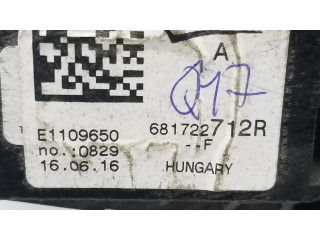 A
Q17
E1109650
681722712R
no.:0829
--F
16.06.16
HUNGARY